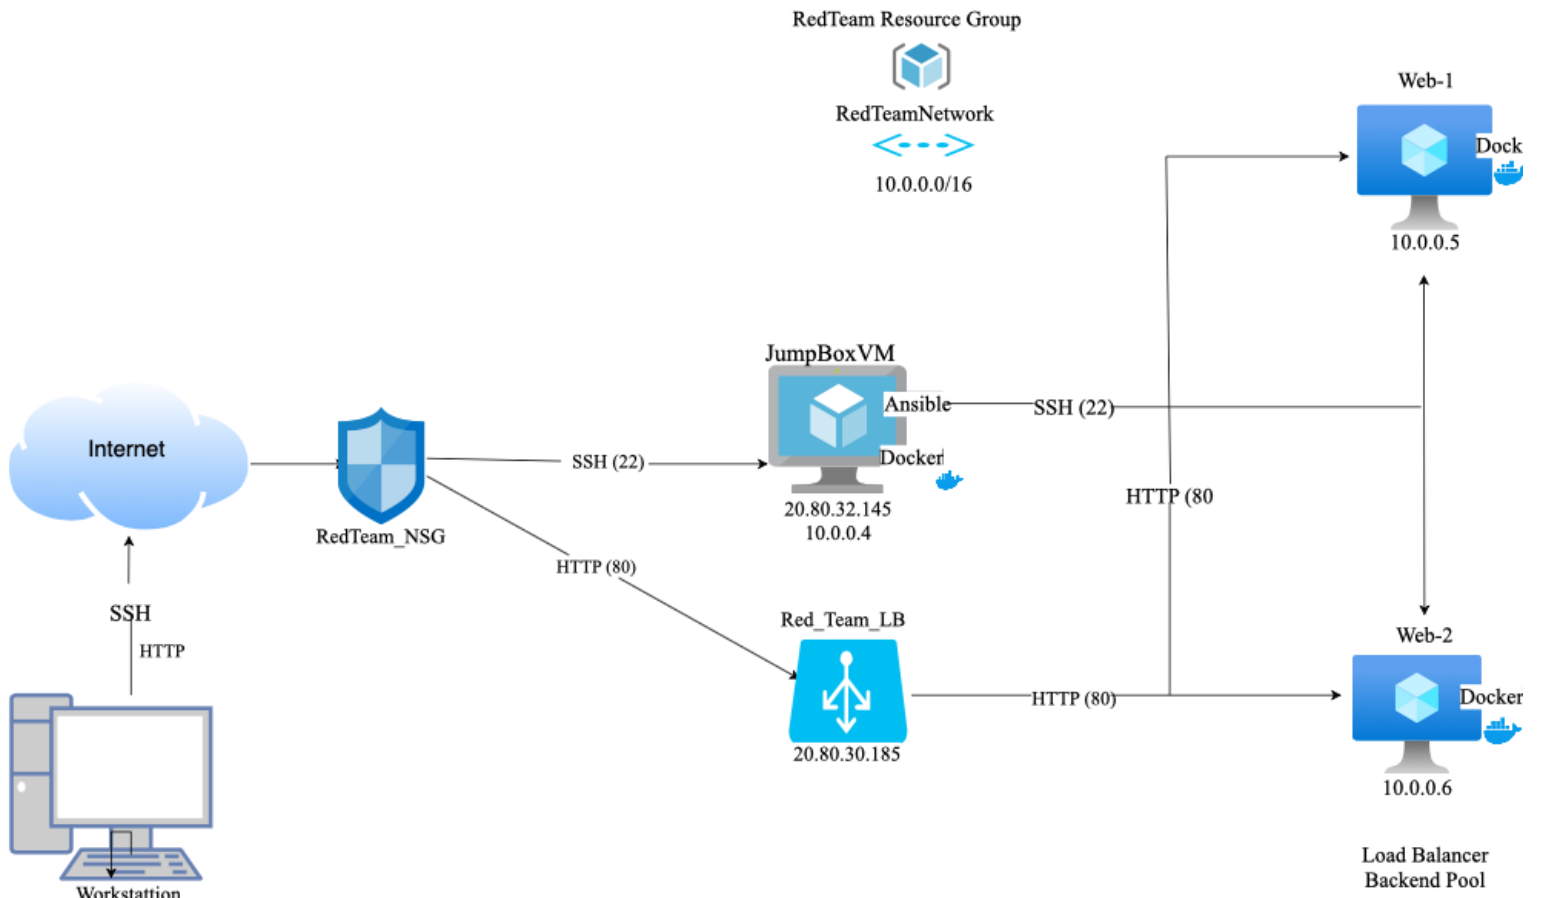 RedTeam Resource Group
RedTeamNetwork
10.0.0.0/16
Web-1
Dock
10.0.0.5
JumpBoxVM
Ansible
SSH (22)
Docker
20.80.32.145
10.0.0.4
Internet
RedTeam_NSG
SSH (22)
HTTP (80)
HTTP (80
SSH
HTTP
Red_Team_LB
20.80.30.185
HTTP (80)
Web-2
Docker
10.0.0.6
Load Balancer
Backend Pool
Workstattion